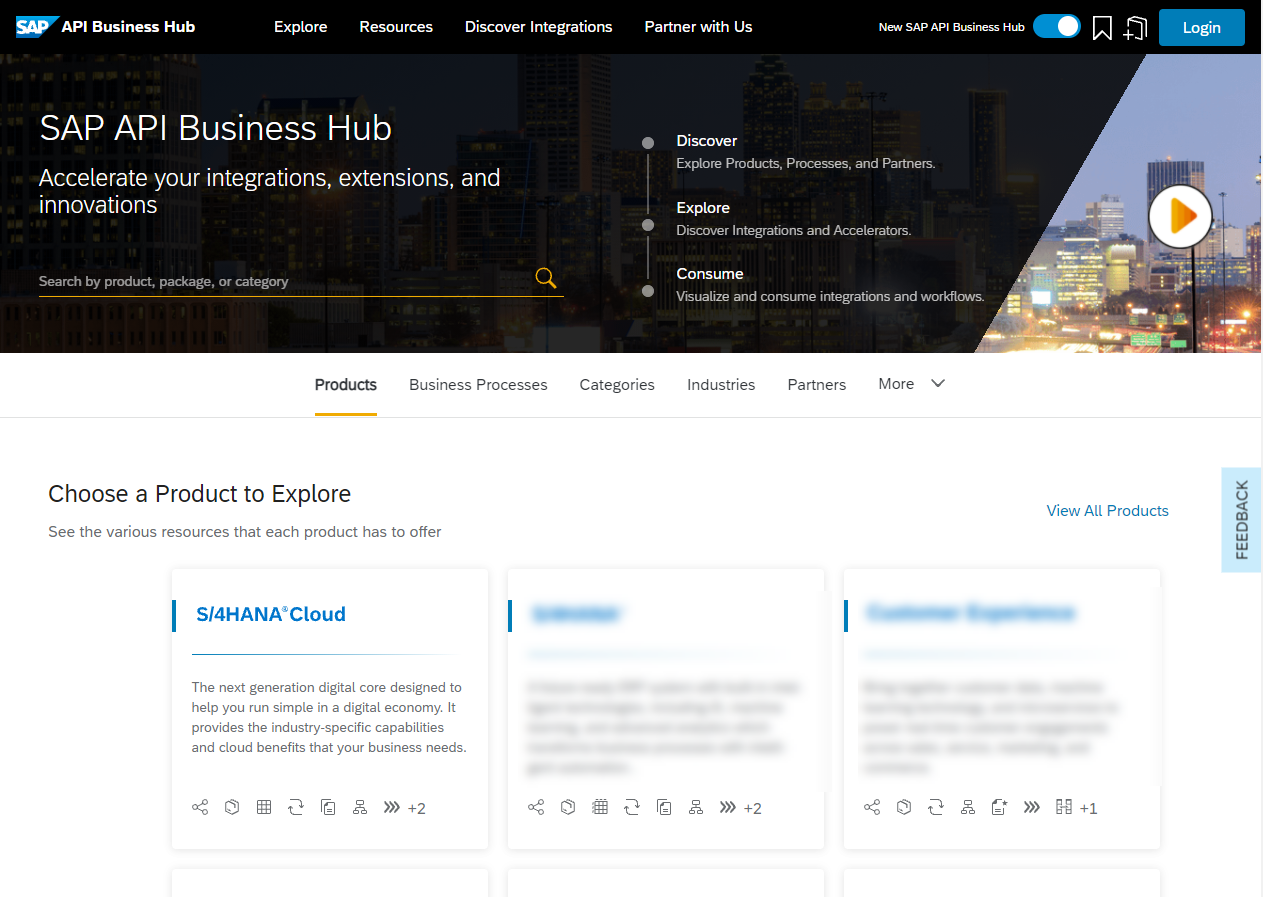 SAP API Business Hub
Explore
Resources
Discover Integrations
Partner with Us
New SAP API Business Hub
Login
SAP API Business Hub
Accelerate your integrations, extensions, and
innovations
Search by product, package, or category
Discover
Explore Products, Processes, and Partners.
Explore
Discover Integrations and Accelerators.
Consume
Visualize and consume integrations and workflows.
Products
Business Processes
Categories
Industries
Partners
More
Choose a Product to Explore
See the various resources that each product has to offer
View All Products
FEEDBACK
S/4HANA® Cloud
The next generation digital core designed to
help you run simple in a digital economy. It
provides the industry-specific capabilities
and cloud benefits that your business needs.
+2
S/4HANA
+2
Customer Experience
+1